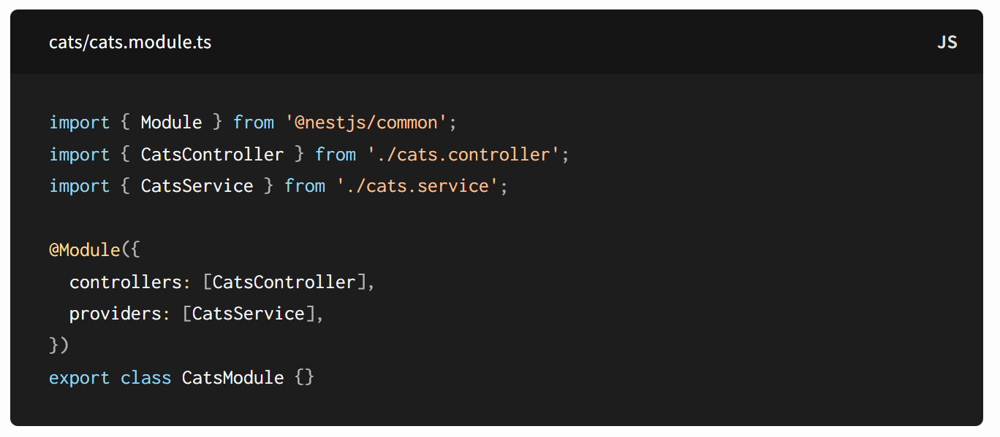 cats/cats.module.ts
JS
import { Module } from '@nestjs/common';
import { CatsController } from './cats.controller';
import { CatsService } from './cats.service';

@Module({
  controllers: [CatsController],
  providers: [CatsService],
})
export class CatsModule {}